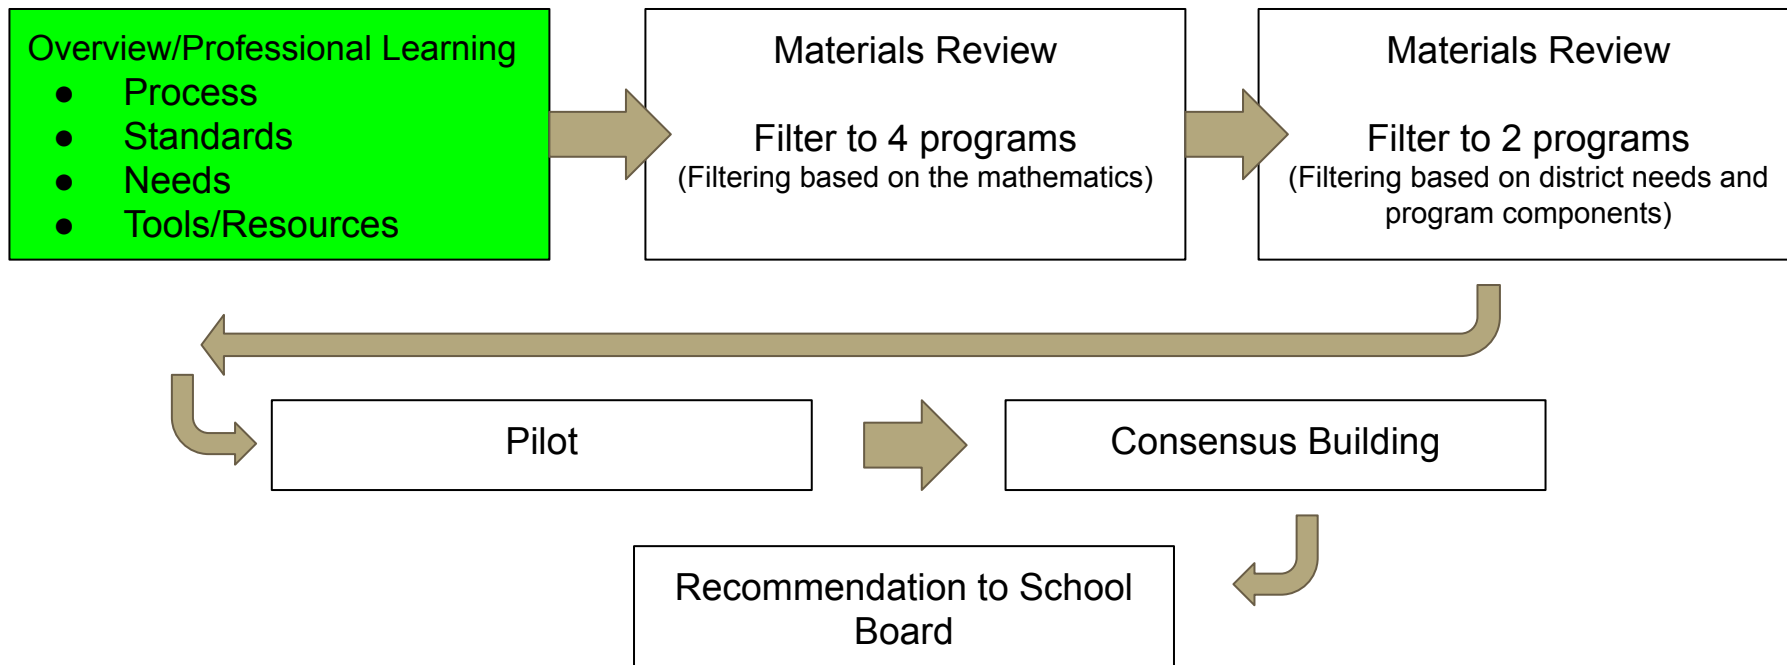 Overview/Professional Learning
● Process
● Standards
● Needs
● Tools/Resources
Materials Review
Filter to 4 programs
(Filtering based on the mathematics)
Materials Review
Filter to 2 programs
(Filtering based on district needs and
program components)
Pilot
Consensus Building
Recommendation to School
Board